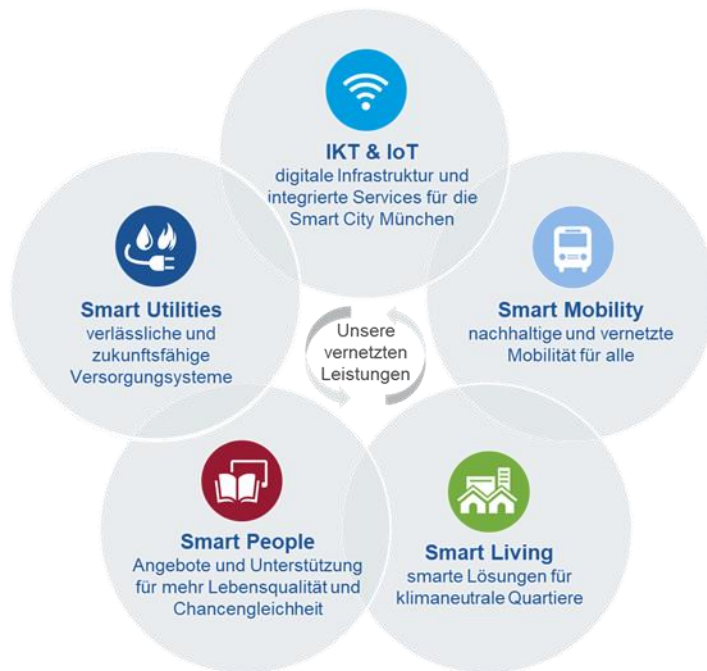 IKT & IoT
digitale Infrastruktur und
integrierte Services für die
Smart City München
Smart Utilities
verlässliche und
zukunftsfähige
Versorgungsysteme
Smart Mobility
nachhaltige und vernetzte
Mobilität für alle
Unsere
vernetzten
Leistungen
Smart People
Angebote und Unterstützung
für mehr Lebensqualität und
Chancengleichheit
Smart Living
smarte Lösungen für
klimaneutrale Quartiere